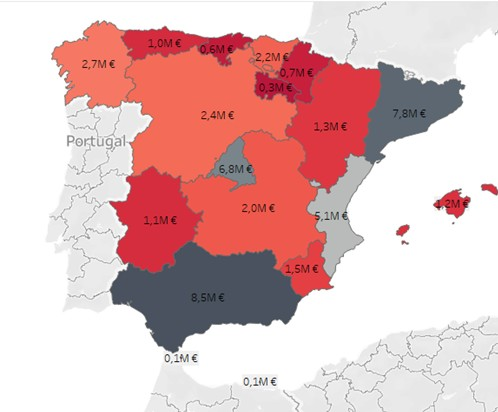 1,0M €
0,6M €
2,2M €
2,7M €
0,7M €
0,3M €
7,8M €
2,4M €
1,3M €
Portugal
6,8M €
1,2M €
2,0M €
5,1M €
1,1M €
1,5M €
8,5M €
0,1M €
0,1M €